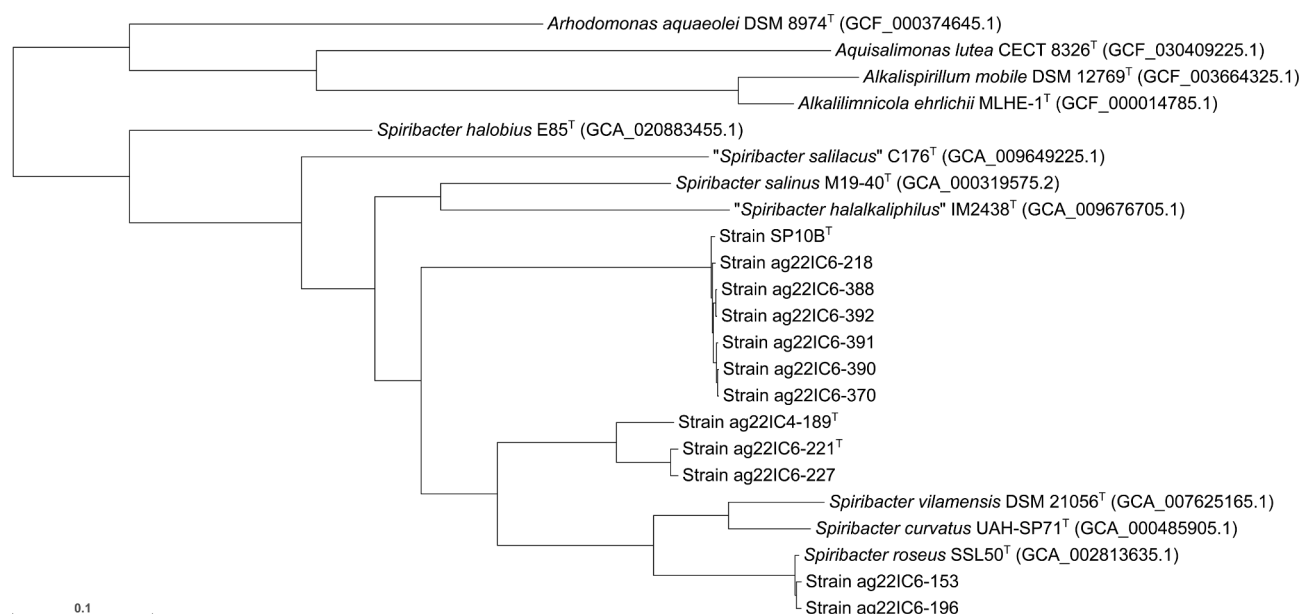 Arhodomonas aquaeolei DSM 8974ᵀ (GCF_000374645.1)
Aquisalimonas lutea CECT 8326ᵀ (GCF_030409225.1)
Alkalispirillum mobile DSM 12769ᵀ (GCF_003664325.1)
Alkalilimnicola ehrlichii MLHE-1ᵀ (GCF_000014785.1)
Spiribacter halobius E85ᵀ (GCA_020883455.1)
"Spiribacter salilacus" C176ᵀ (GCA_009649225.1)
Spiribacter salinus M19-40ᵀ (GCA_000319575.2)
"Spiribacter halalkaliphilus" IM2438ᵀ (GCA_009676705.1)
Strain SP10Bᵀ
Strain ag22IC6-218
Strain ag22IC6-388
Strain ag22IC6-392
Strain ag22IC6-391
Strain ag22IC6-390
Strain ag22IC6-370
Strain ag22IC4-189ᵀ
Strain ag22IC6-221ᵀ
Strain ag22IC6-227
Spiribacter vilamensis DSM 21056ᵀ (GCA_007625165.1)
Spiribacter curvatus UAH-SP71ᵀ (GCA_000485905.1)
Spiribacter roseus SSL50ᵀ (GCA_002813635.1)
Strain ag22IC6-153
Strain ag22IC6-196
0.1